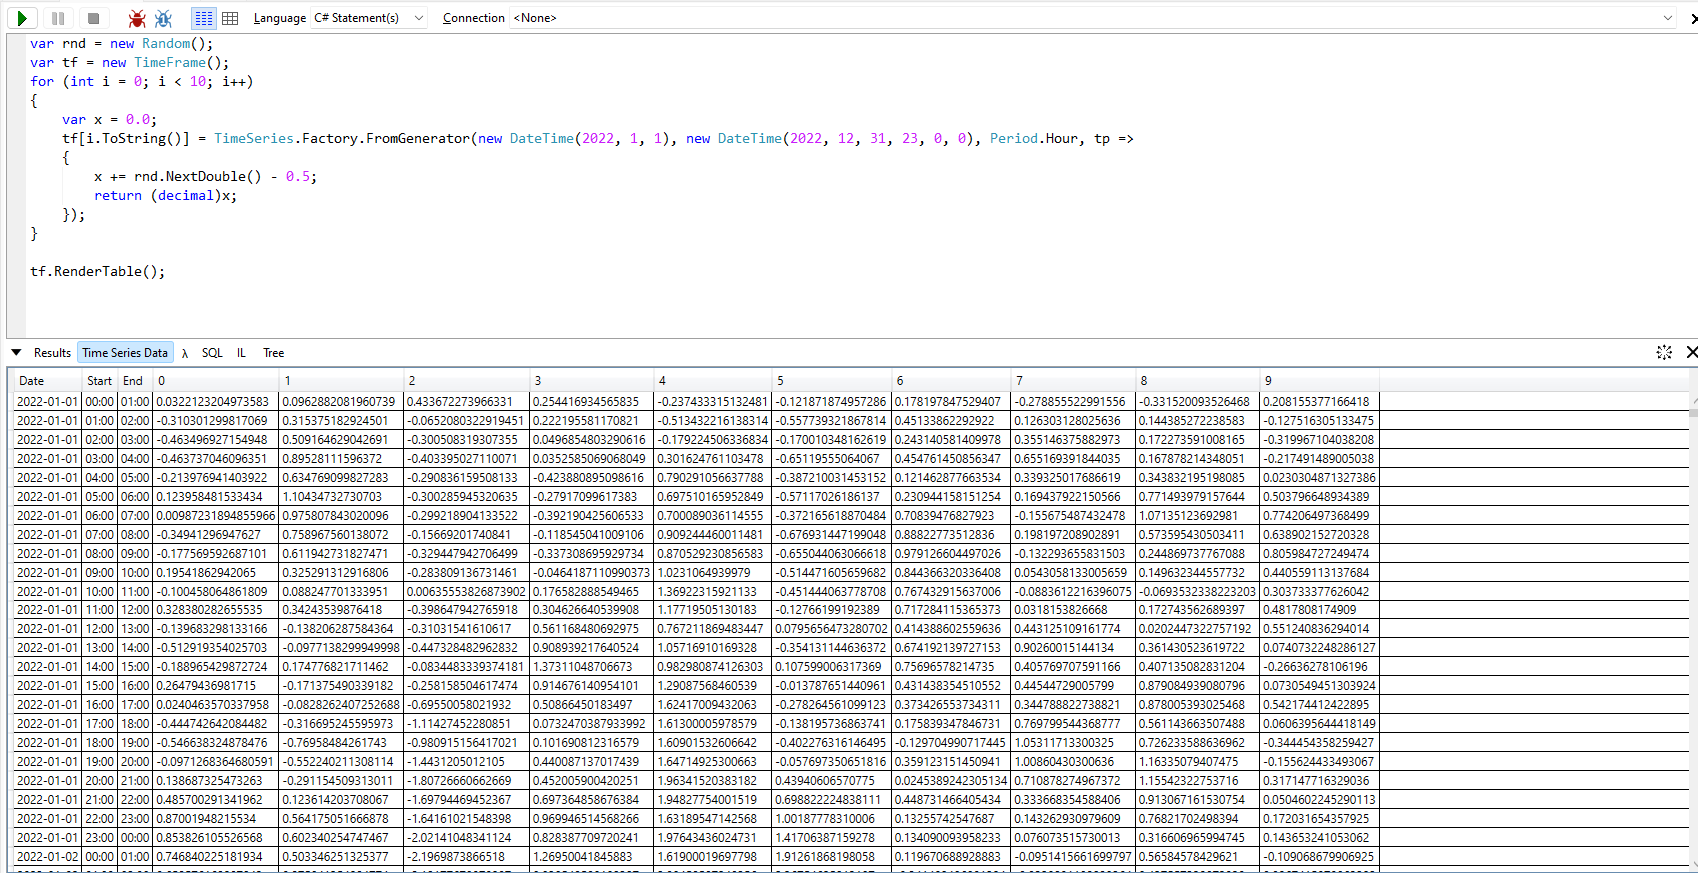 Language C# Statement(s) Connection <None>
var rnd = new Random();
var tf = new TimeFrame();
for (int i = 0; i < 10; i++)
{
var x = 0.0;
tf[i.ToString()] = TimeSeries.Factory.FromGenerator(new DateTime(2022, 1, 1), new DateTime(2022, 12, 31, 23, 0, 0), Period.Hour, tp =>
{
x += rnd.NextDouble() - 0.5;
return (decimal)x;
});
}
tf.RenderTable();
Results Time Series Data λ SQL IL Tree
Date Start End 0 1 2 3 4 5 6 7 8 9
2022-01-01 00:00 01:00 0.0322123204973583 0.0962882081960739 0.433672273966331 0.254416934565835 -0.237433315132481 -0.121871874957286 0.178197847529407 -0.278855522991556 -0.331520093526468 0.208155377166418
2022-01-01 01:00 02:00 -0.310301299817069 0.315375182924501 -0.0652080322919451 0.222195581170821 -0.513432216138314 -0.557739321867814 0.45133862292922 0.126303128025636 0.144385272238583 -0.127516305133475
2022-01-01 02:00 03:00 -0.463496927154948 0.509164629042691 -0.300508319307355 0.0496854803290616 -0.179224506336834 -0.170010348162619 0.243140581409978 0.355146375882973 0.172273591008165 -0.319967104038208
2022-01-01 03:00 04:00 -0.463737046096351 0.89528111596372 -0.403395027110071 0.0352585069068049 0.301624761103478 -0.65119555064067 0.454761450856347 0.655169391844035 0.167878214348051 -0.217491489005038
2022-01-01 04:00 05:00 -0.213976941403922 0.634769099827283 -0.290836159508133 -0.423880895098616 0.790291056637788 -0.387210031453152 0.121462877663534 0.339325017686619 0.343832195198085 0.0230304871327386
2022-01-01 05:00 06:00 0.123958481533434 1.10434732730703 -0.300285945320635 -0.27917099617383 0.697510165952849 -0.57117026186137 0.230944158151254 0.169437922150566 0.771493979157644 0.503796648934389
2022-01-01 06:00 07:00 0.00987231894855966 0.975807843020096 -0.299218904133522 -0.392190425606533 0.700089036114555 -0.372165618870484 0.70839476827923 -0.155675487432478 1.07135123692981 0.774206497368499
2022-01-01 07:00 08:00 -0.34941296947627 0.758967560138072 -0.15669201740841 -0.118545041009106 0.909244460011481 -0.676931447199048 0.88822773512836 0.198197208901892 0.573595430503411 0.638902152720328
2022-01-01 08:00 09:00 -0.177569592687101 0.611942731827471 -0.329447942706499 -0.337308695929734 0.870529230856583 -0.655044063066618 0.979126604497026 -0.132293655831503 0.244869737767088 0.805984727249474
2022-01-01 09:00 10:00 0.19541862942065 0.325291312916806 -0.283809136731461 -0.0464187110990373 1.0231064939979 -0.514471605659682 0.844366320336408 0.0543058133005659 0.149632344557732 0.440559113137684
2022-01-01 10:00 11:00 -0.100458064861809 0.088247701333951 0.00635553826873902 0.176582888549465 1.36922315921133 -0.451444063778708 0.767432915637006 -0.0883612216396075 -0.0693532338223203 0.303733377626042
2022-01-01 11:00 12:00 0.328380282655535 0.34243539876418 -0.398647942765918 0.304626640539908 1.17719505130183 -0.12766199192389 0.717284115365373 0.0318153826668 0.172743562689397 0.4817808174909
2022-01-01 12:00 13:00 -0.139683298133166 -0.138206287584364 -0.31031541610617 0.561168480692975 0.767211869483447 0.0795656473280702 0.414388602559636 0.443125109161774 0.0202447322757192 0.551240836294014
2022-01-01 13:00 14:00 -0.512919354025703 -0.0977138299949998 -0.447328482962832 0.908939217640524 1.05716910169328 -0.354131144636372 0.674192139727153 0.90260015144134 0.361430523619722 0.0740732248286127
2022-01-01 14:00 15:00 -0.188965429872724 0.174776821711462 -0.0834483339374181 1.37311048706673 0.982980874126303 0.107599006317369 0.75696578214735 0.405769707591166 0.407135082831204 -0.26636278106196
2022-01-01 15:00 16:00 0.26479436981715 -0.171375490339182 -0.258158504617474 0.914676140954101 1.29087568460539 -0.013787651440961 0.431438354510552 0.44544729005799 0.879084939080796 0.0730549451303924
2022-01-01 16:00 17:00 0.0240463570337958 -0.0828262407252688 -0.69550058021932 0.50866450183497 1.62417009432063 -0.278264561099123 0.373426553734311 0.344788822738821 0.878005393025468 0.542174412422895
2022-01-01 17:00 18:00 -0.444742642084482 -0.316695245595973 -1.11427452280851 0.0732470387933992 1.61300005978579 -0.138195736863741 0.175839347846731 0.769799544368777 0.561143663507488 0.0606395644418149
2022-01-01 18:00 19:00 -0.546638324878476 -0.76958484261743 -0.980915156417021 0.101690812316579 1.60901532606642 -0.402276316146495 -0.129704990717445 1.05311713300325 0.726233588636962 -0.344454358259427
2022-01-01 19:00 20:00 -0.0971268364680591 -0.552240211308114 -1.4431205012105 0.440087137017439 1.64714925300663 -0.057697350651816 0.359123151450941 1.00860430300636 1.16335079407475 -0.155624433493067
2022-01-01 20:00 21:00 0.138687325473263 -0.291154509313011 -1.80726660662669 0.452005900420251 1.96341520383182 0.43940606570775 0.0245389242305134 0.710878274967372 1.15542322753716 0.317147716329036
2022-01-01 21:00 22:00 0.485700291341962 0.123614203708067 -1.69794469452367 0.697364858676384 1.94827754001519 0.698822224838111 0.448731466405434 0.333668354588406 0.913067161530754 0.0504602245290113
2022-01-01 22:00 23:00 0.87001948215534 0.564175051666878 -1.64161021548398 0.969946514568266 1.63189547142568 1.00187778310006 0.13255742547687 0.143262930979609 0.76821702498394 0.172031654357925
2022-01-01 23:00 00:00 0.853826105526568 0.602340254747467 -2.02141048341124 0.828387709720241 1.97643436024731 1.41706387159278 0.134090093958233 0.076073515730013 0.316606965994745 0.143653241053062
2022-01-02 00:00 01:00 0.746840225181934 0.503346251325377 -2.1969873866518 1.26950041845883 1.61900019697798 1.91261868198058 0.119670688928883 -0.0951415661699797 0.56584578429621 -0.109068679906925